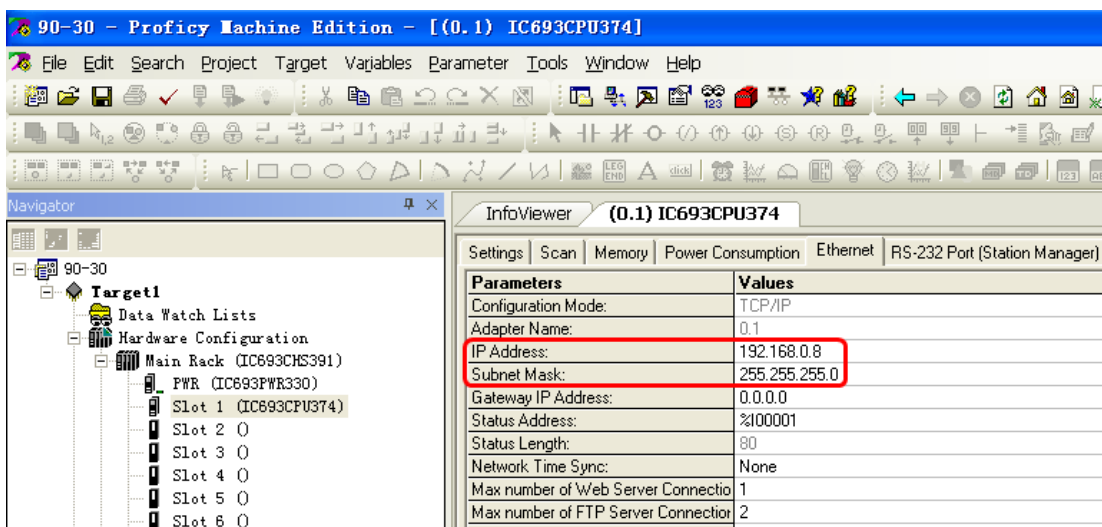 90-30 - Proficy Machine Edition - [(0.1) IC693CPU374]
File Edit Search Project Target Variables Parameter Tools Window Help
Navigator
InfoViewer (0.1) IC693CPU374
Settings Scan Memory Power Consumption Ethernet RS-232 Port (Station Manager)
90-30
Target1
Data Watch Lists
Hardware Configuration
Main Rack (IC693CHS391)
PWR (IC693PWR330)
Slot 1 (IC693CPU374)
Slot 2 ()
Slot 3 ()
Slot 4 ()
Slot 5 ()
Slot 6 ()
Parameters Values
Configuration Mode: TCP/IP
Adapter Name: 0.1
IP Address: 192.168.0.8
Subnet Mask: 255.255.255.0
Gateway IP Address: 0.0.0.0
Status Address: %I00001
Status Length: 80
Network Time Sync: None
Max number of Web Server Connectio 1
Max number of FTP Server Connection 2